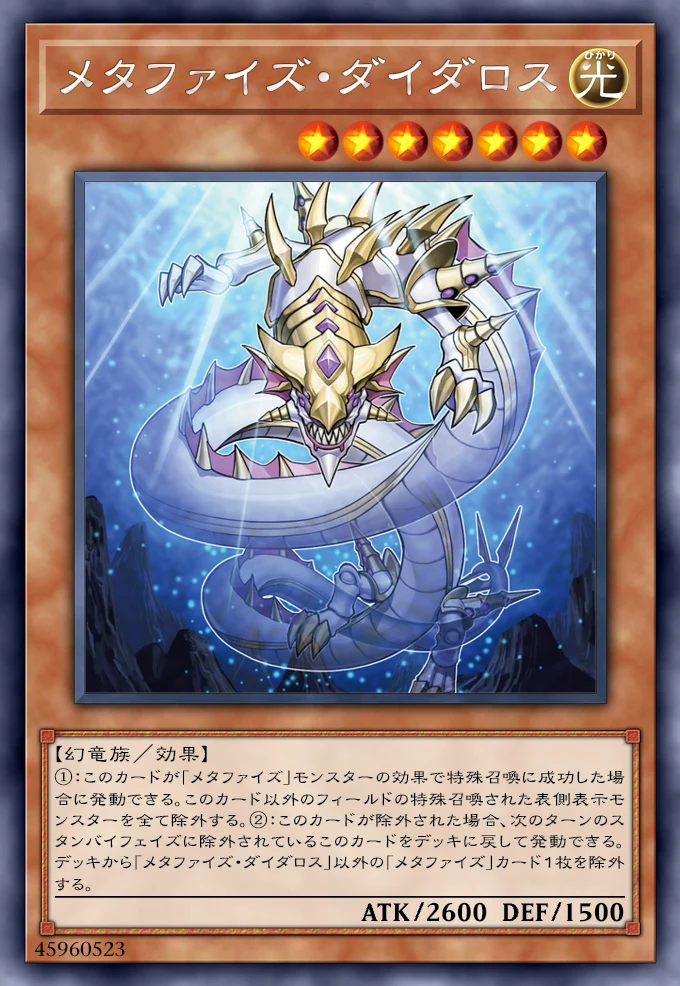 メタファイズ・ダイダロス
ひかり
光
【幻竜族／効果】
①：このカードが「メタファイズ」モンスターの効果で特殊召喚に成功した場
合に発動できる。このカード以外のフィールドの特殊召喚された表側表示モ
ンスターを全て除外する。②：このカードが除外された場合、次のターンのス
タンバイフェイズに除外されているこのカードをデッキに戻して発動できる。
デッキから「メタファイズ・ダイダロス」以外の「メタファイズ」カード1枚を除外
する。
ATK/2600 DEF/1500
45960523